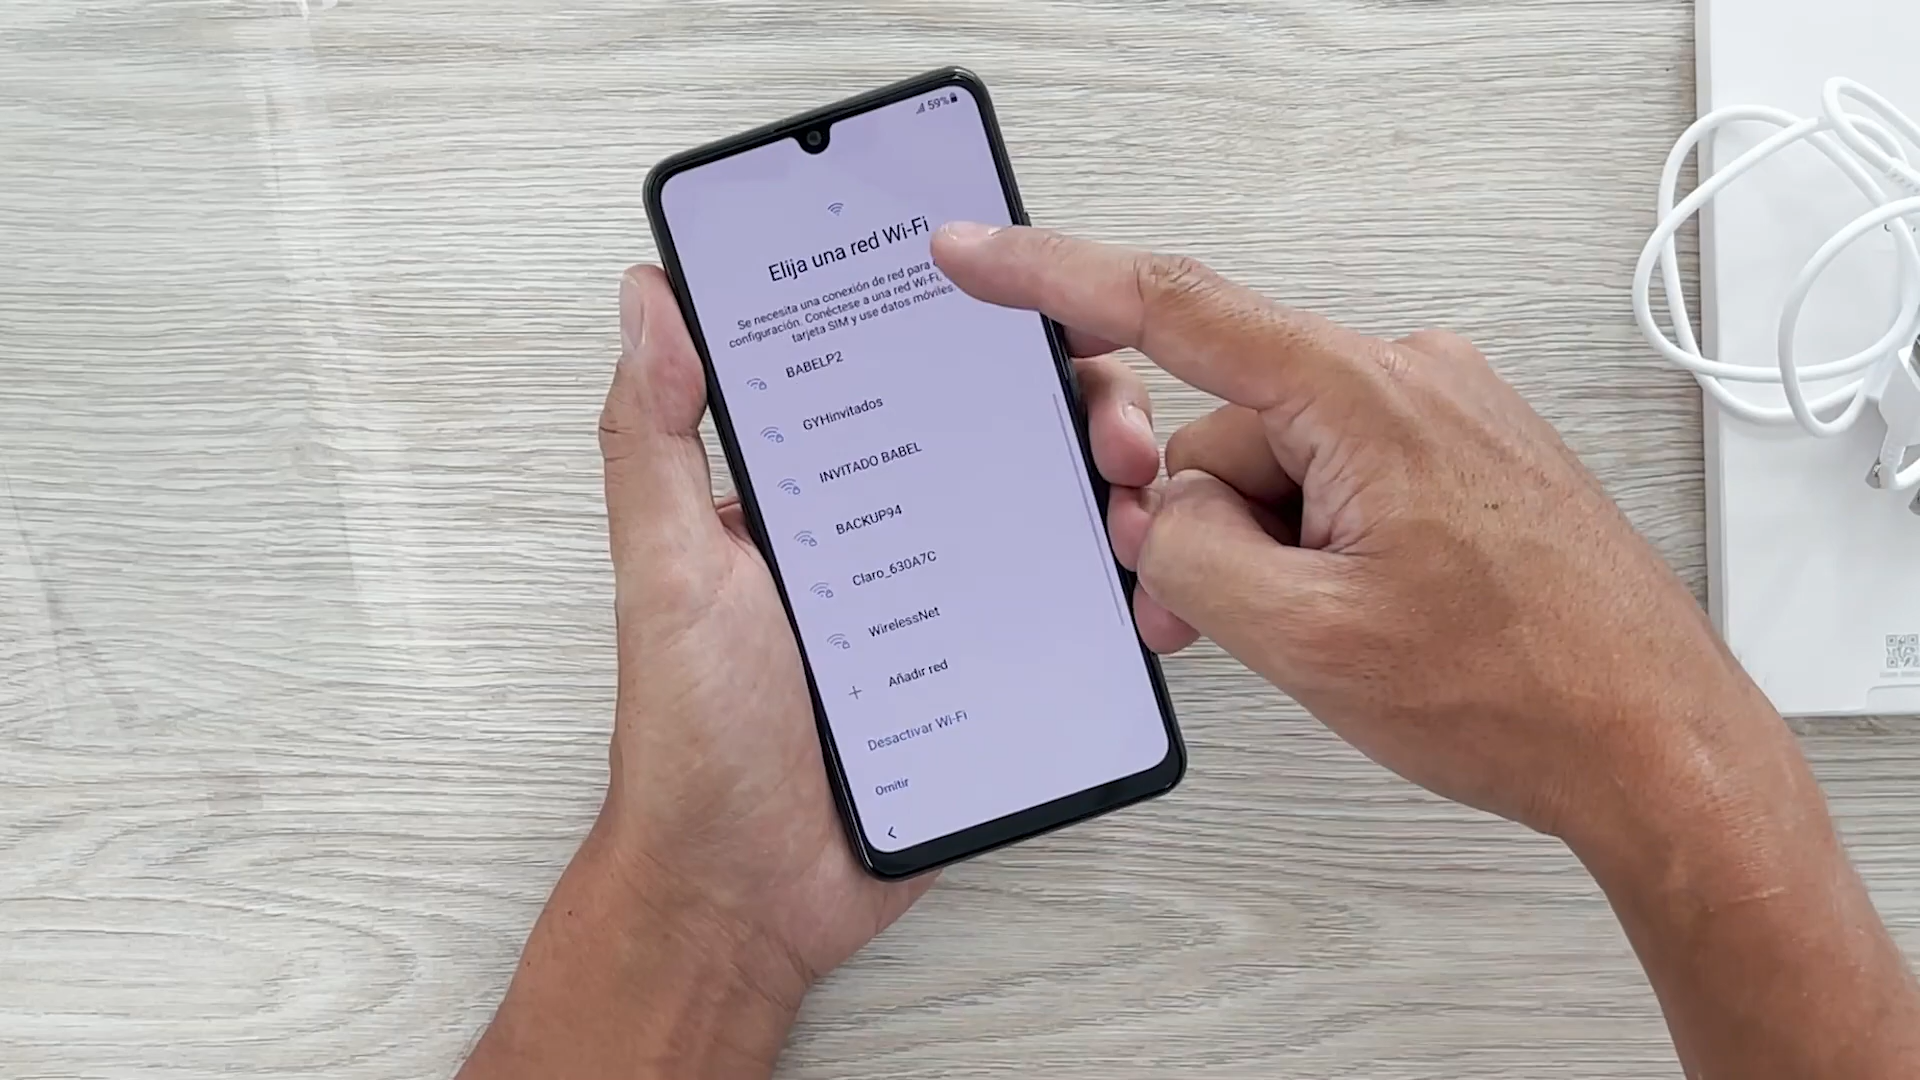 59%
Elija una red Wi-Fi
Se necesita una conexión de red para
configuración. Conéctese a una red Wi-Fi,
tarjeta SIM y use datos móviles.
BABELP2
GYHinvitados
INVITADO BABEL
BACKUP94
Claro_630A7C
WirelessNet
Añadir red
Desactivar Wi-Fi
Omitir